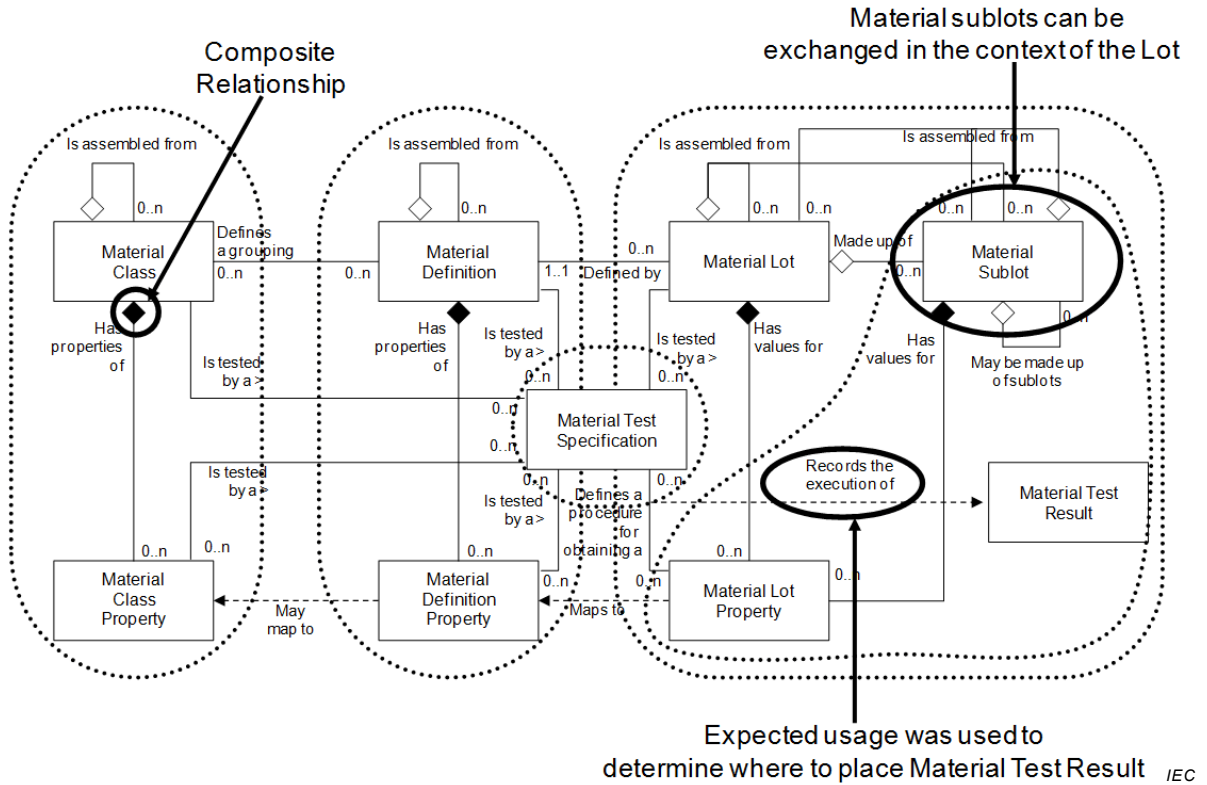 Material sublots can be
exchanged in the context of the Lot
Composite
Relationship
Is assembled from
Is assembled from
Is assembled from
Is assembled from
0..n
0..n
0..n
0..n
0..n
0..n
Material
Class
Defines
a grouping
0..n
0..n
Material
Definition
1..1
0..n
Defined by
Material Lot
Made up of
0..n
Material
Sublot
Has
properties
of
Has
properties
of
Has
values for
Has
values for
0..n
May be made up
of sublots
Is tested
by a >
Is tested
by a >
Is tested
by a >
0..n
0..n
0..n
0..n
Material Test
Specification
Is tested
by a >
0..n
0..n
Is tested
by a >
Defines a
procedure
for
obtaining a
Records the
execution of
Material Test
Result
0..n
0..n
0..n
0..n
0..n
0..n
0..n
Material
Class
Property
May
map to
Material
Definition
Property
Maps to
Material Lot
Property
Expected usage was used to
determine where to place Material Test Result
IEC